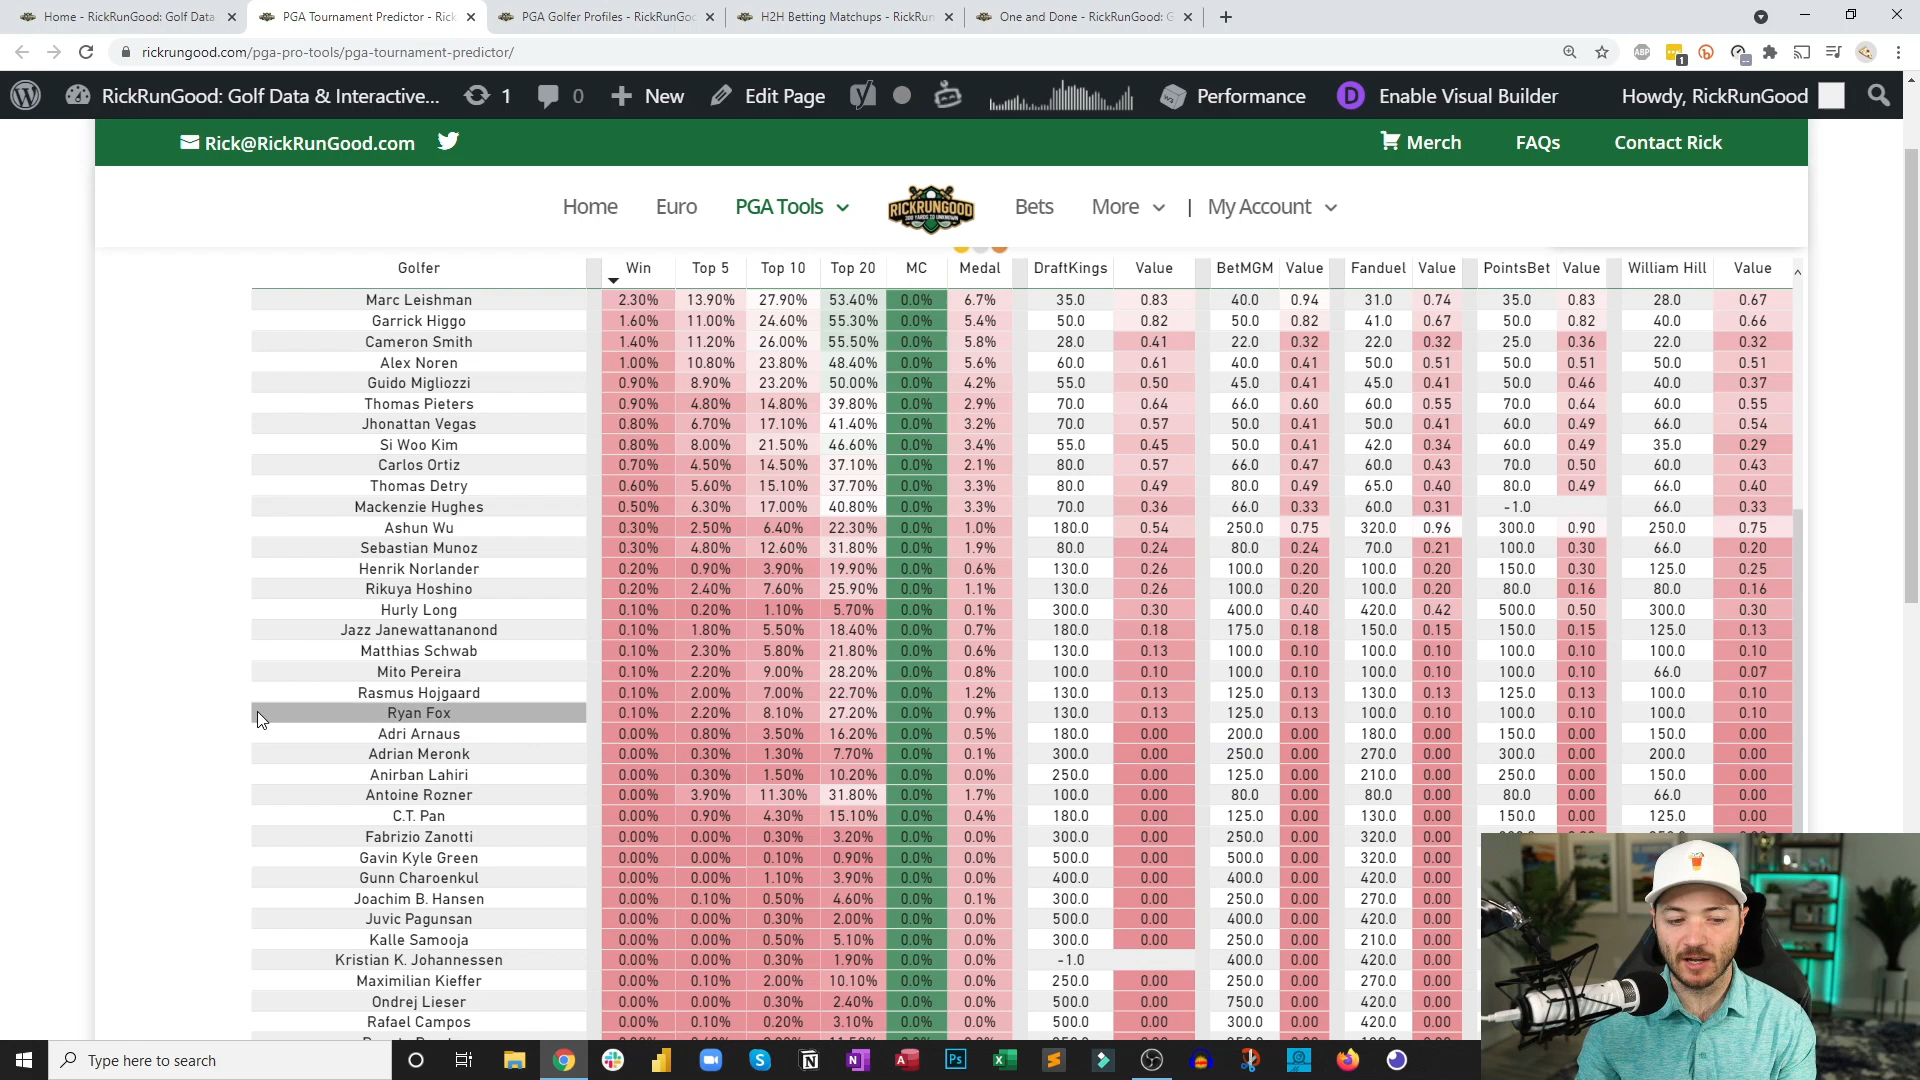 Home - RickRunGood: Golf Data
PGA Tournament Predictor - Rick
PGA Golfer Profiles - RickRunGoo
H2H Betting Matchups - RickRun
One and Done - RickRunGood: G
rickrungood.com/pga-pro-tools/pga-tournament-predictor/
RickRunGood: Golf Data & Interactive... 1 0 New Edit Page Performance Enable Visual Builder Howdy, RickRunGood
Rick@RickRunGood.com Merch FAQs Contact Rick
Home Euro PGA Tools RICKRUNGOOD Bets More | My Account
Golfer Win Top 5 Top 10 Top 20 MC Medal DraftKings Value BetMGM Value Fanduel Value PointsBet Value William Hill Value
Marc Leishman 2.30% 13.90% 27.90% 53.40% 0.0% 6.7% 35.0 0.83 40.0 0.94 31.0 0.74 35.0 0.83 28.0 0.67
Garrick Higgo 1.60% 11.00% 24.60% 55.30% 0.0% 5.4% 50.0 0.82 50.0 0.82 41.0 0.67 50.0 0.82 40.0 0.66
Cameron Smith 1.40% 11.20% 26.00% 55.50% 0.0% 5.8% 28.0 0.41 22.0 0.32 22.0 0.32 25.0 0.36 22.0 0.32
Alex Noren 1.00% 10.80% 23.80% 48.40% 0.0% 5.6% 60.0 0.61 40.0 0.41 50.0 0.51 50.0 0.51 50.0 0.51
Guido Migliozzi 0.90% 8.90% 23.20% 50.00% 0.0% 4.2% 55.0 0.50 45.0 0.41 45.0 0.41 50.0 0.46 40.0 0.37
Thomas Pieters 0.90% 4.80% 14.80% 39.80% 0.0% 2.9% 70.0 0.64 66.0 0.60 60.0 0.55 70.0 0.64 60.0 0.55
Jhonattan Vegas 0.80% 6.70% 17.10% 41.40% 0.0% 3.2% 70.0 0.57 50.0 0.41 50.0 0.41 60.0 0.49 66.0 0.54
Si Woo Kim 0.80% 8.00% 21.50% 46.60% 0.0% 3.4% 55.0 0.45 50.0 0.41 42.0 0.34 60.0 0.49 35.0 0.29
Carlos Ortiz 0.70% 4.50% 14.50% 37.10% 0.0% 2.1% 80.0 0.57 66.0 0.47 60.0 0.43 70.0 0.50 60.0 0.43
Thomas Detry 0.60% 5.60% 15.10% 37.70% 0.0% 3.3% 80.0 0.49 80.0 0.49 65.0 0.40 80.0 0.49 66.0 0.40
Mackenzie Hughes 0.50% 6.30% 17.00% 40.80% 0.0% 3.3% 70.0 0.36 66.0 0.33 60.0 0.31 -1.0 66.0 0.33
Ashun Wu 0.30% 2.50% 6.40% 22.30% 0.0% 1.0% 180.0 0.54 250.0 0.75 320.0 0.96 300.0 0.90 250.0 0.75
Sebastian Munoz 0.30% 4.80% 12.60% 31.80% 0.0% 1.9% 80.0 0.24 80.0 0.24 70.0 0.21 100.0 0.30 66.0 0.20
Henrik Norlander 0.20% 0.90% 3.90% 19.90% 0.0% 0.6% 130.0 0.26 100.0 0.20 100.0 0.20 150.0 0.30 125.0 0.25
Rikuya Hoshino 0.20% 2.40% 7.60% 25.90% 0.0% 1.1% 130.0 0.26 100.0 0.20 100.0 0.20 80.0 0.16 80.0 0.16
Hurly Long 0.10% 0.20% 1.10% 5.70% 0.0% 0.1% 300.0 0.30 400.0 0.40 420.0 0.42 500.0 0.50 300.0 0.30
Jazz Janewattananond 0.10% 1.80% 5.50% 18.40% 0.0% 0.7% 180.0 0.18 175.0 0.18 150.0 0.15 150.0 0.15 125.0 0.13
Matthias Schwab 0.10% 2.30% 5.80% 21.80% 0.0% 0.6% 130.0 0.13 100.0 0.10 100.0 0.10 100.0 0.10 100.0 0.10
Mito Pereira 0.10% 2.20% 9.00% 28.20% 0.0% 0.8% 100.0 0.10 100.0 0.10 100.0 0.10 100.0 0.10 66.0 0.07
Rasmus Hojgaard 0.10% 2.00% 7.00% 22.70% 0.0% 1.2% 130.0 0.13 125.0 0.13 130.0 0.13 125.0 0.13 100.0 0.10
Ryan Fox 0.10% 2.20% 8.10% 27.20% 0.0% 0.9% 130.0 0.13 125.0 0.13 100.0 0.10 100.0 0.10 100.0 0.10
Adri Arnaus 0.00% 0.80% 3.50% 16.20% 0.0% 0.5% 180.0 0.00 200.0 0.00 180.0 0.00 150.0 0.00 150.0 0.00
Adrian Meronk 0.00% 0.30% 1.30% 7.70% 0.0% 0.1% 300.0 0.00 250.0 0.00 270.0 0.00 300.0 0.00 200.0 0.00
Anirban Lahiri 0.00% 0.30% 1.50% 10.20% 0.0% 0.0% 250.0 0.00 125.0 0.00 210.0 0.00 250.0 0.00 150.0 0.00
Antoine Rozner 0.00% 3.90% 11.30% 31.80% 0.0% 1.7% 100.0 0.00 80.0 0.00 80.0 0.00 80.0 0.00 66.0 0.00
C.T. Pan 0.00% 0.90% 4.30% 15.10% 0.0% 0.4% 180.0 0.00 125.0 0.00 130.0 0.00 150.0 0.00 125.0 0.00
Fabrizio Zanotti 0.00% 0.00% 0.30% 3.20% 0.0% 0.0% 300.0 0.00 250.0 0.00 320.0 0.00
Gavin Kyle Green 0.00% 0.00% 0.10% 0.90% 0.0% 0.0% 500.0 0.00 500.0 0.00 320.0 0.00
Gunn Charoenkul 0.00% 0.00% 1.10% 3.90% 0.0% 0.0% 400.0 0.00 400.0 0.00 420.0 0.00
Joachim B. Hansen 0.00% 0.10% 0.50% 4.60% 0.0% 0.1% 300.0 0.00 250.0 0.00 270.0 0.00
Juvic Pagunsan 0.00% 0.00% 0.30% 2.00% 0.0% 0.0% 500.0 0.00 400.0 0.00 420.0 0.00
Kalle Samooja 0.00% 0.00% 0.50% 5.10% 0.0% 0.0% 300.0 0.00 250.0 0.00 210.0 0.00
Kristian K. Johannessen 0.00% 0.00% 0.30% 1.90% 0.0% 0.0% -1.0 400.0 0.00 420.0 0.00
Maximilian Kieffer 0.00% 0.10% 2.00% 10.10% 0.0% 0.0% 250.0 0.00 250.0 0.00 270.0 0.00
Ondrej Lieser 0.00% 0.00% 0.30% 2.40% 0.0% 0.0% 500.0 0.00 750.0 0.00 420.0 0.00
Rafael Campos 0.00% 0.10% 0.20% 3.10% 0.0% 0.0% 500.0 0.00 300.0 0.00 420.0 0.00
Type here to search